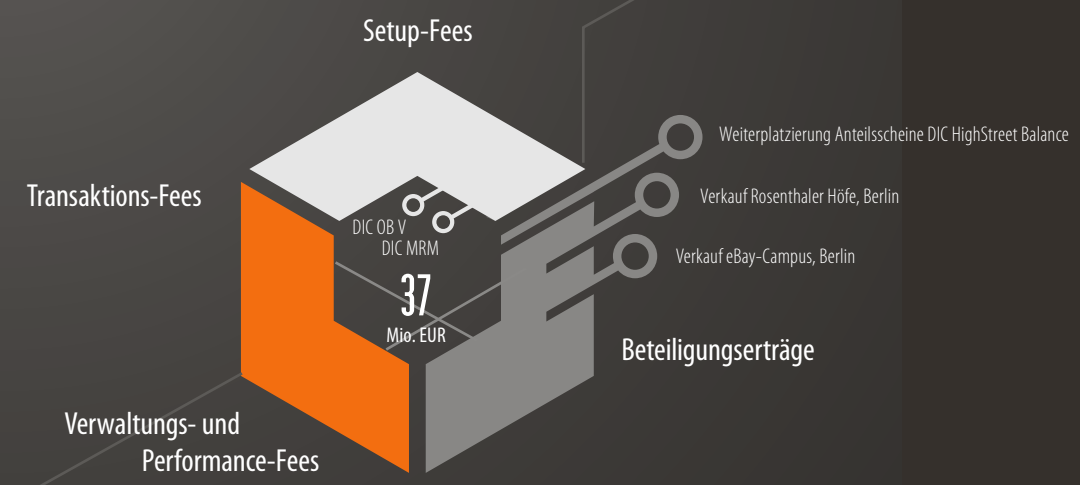 Setup-Fees
Weiterplatzierung Anteilsscheine DIC HighStreet Balance
Transaktions-Fees
Verkauf Rosenthaler Höfe, Berlin
DIC OB V
DIC MRM
Verkauf eBay-Campus, Berlin
37
Mio. EUR
Beteiligungserträge
Verwaltungs- und
Performance-Fees